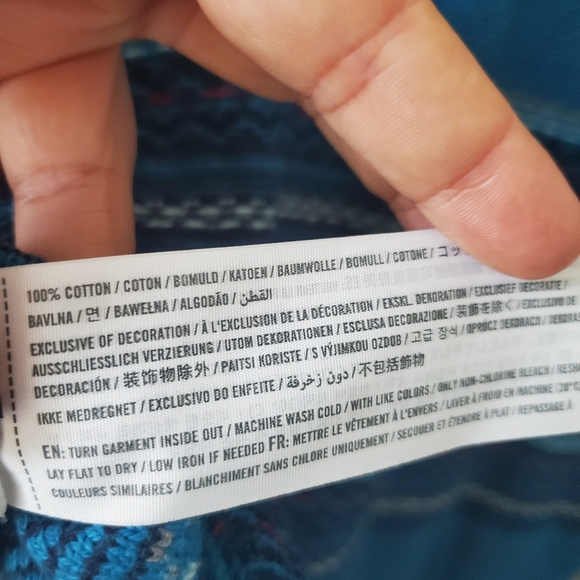 100% COTTON / COTON / BOMULD / KATOEN / BAUMWOLLE / BOMULL / COTONE /
BAVLNA / 면 / BAWEŁNA / ALGODÃO / القطن
EXCLUSIVE OF DECORATION / À L'EXCLUSION DE LA DÉCORATION / EKSKL. DEKORATION / EXCLUSIEF DECORATIE /
AUSSCHLIESSLICH VERZIERUNG / UTOM DEKORATIONEN / ESCLUSA DECORAZIONE / 装飾を除く / EXCLUSIVO DE
DECORACIÓN / 装饰物除外 / PAITSI KORISTE / S VÝJIMKOU OZDOB / 고급 장식 / OPRÓCZ DEKORACJI /
IKKE MEDREGNET / EXCLUSIVO DO ENFEITE / دون زخرفة / 不包括飾物
EN: TURN GARMENT INSIDE OUT / MACHINE WASH COLD / WITH LIKE COLORS / ONLY NON-CHLORINE BLEACH /
LAY FLAT TO DRY / LOW IRON IF NEEDED FR: METTRE LE VÊTEMENT À L'ENVERS / LAVER À FROID EN MACHINE
COULEURS SIMILAIRES / BLANCHIMENT SANS CHLORE UNIQUEMENT / SECOUER ET ÉTENDRE À PLAT / REPASSAGE À